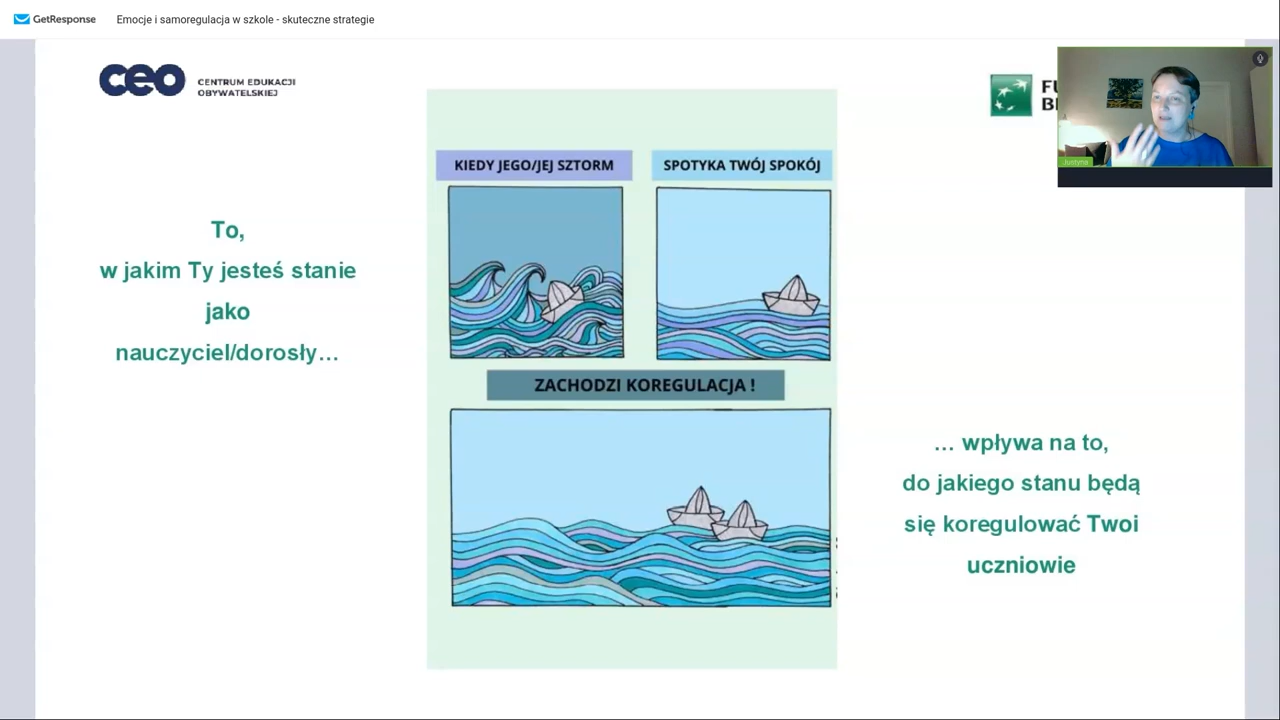 GetResponse
Emocje i samoregulacja w szkole - skuteczne strategie
ceo
CENTRUM EDUKACJI
OBYWATELSKIEJ
Justyna
KIEDY JEGO/JEJ SZTORM
SPOTYKA TWÓJ SPOKÓJ
To,
w jakim Ty jesteś stanie
jako
nauczyciel/dorosły...
ZACHODZI KOREGULACJA !
... wpływa na to,
do jakiego stanu będą
się koregulować Twoi
uczniowie